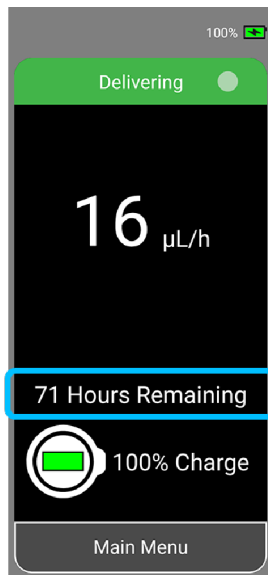 100%
Delivering
16 µL/h
71 Hours Remaining
100% Charge
Main Menu